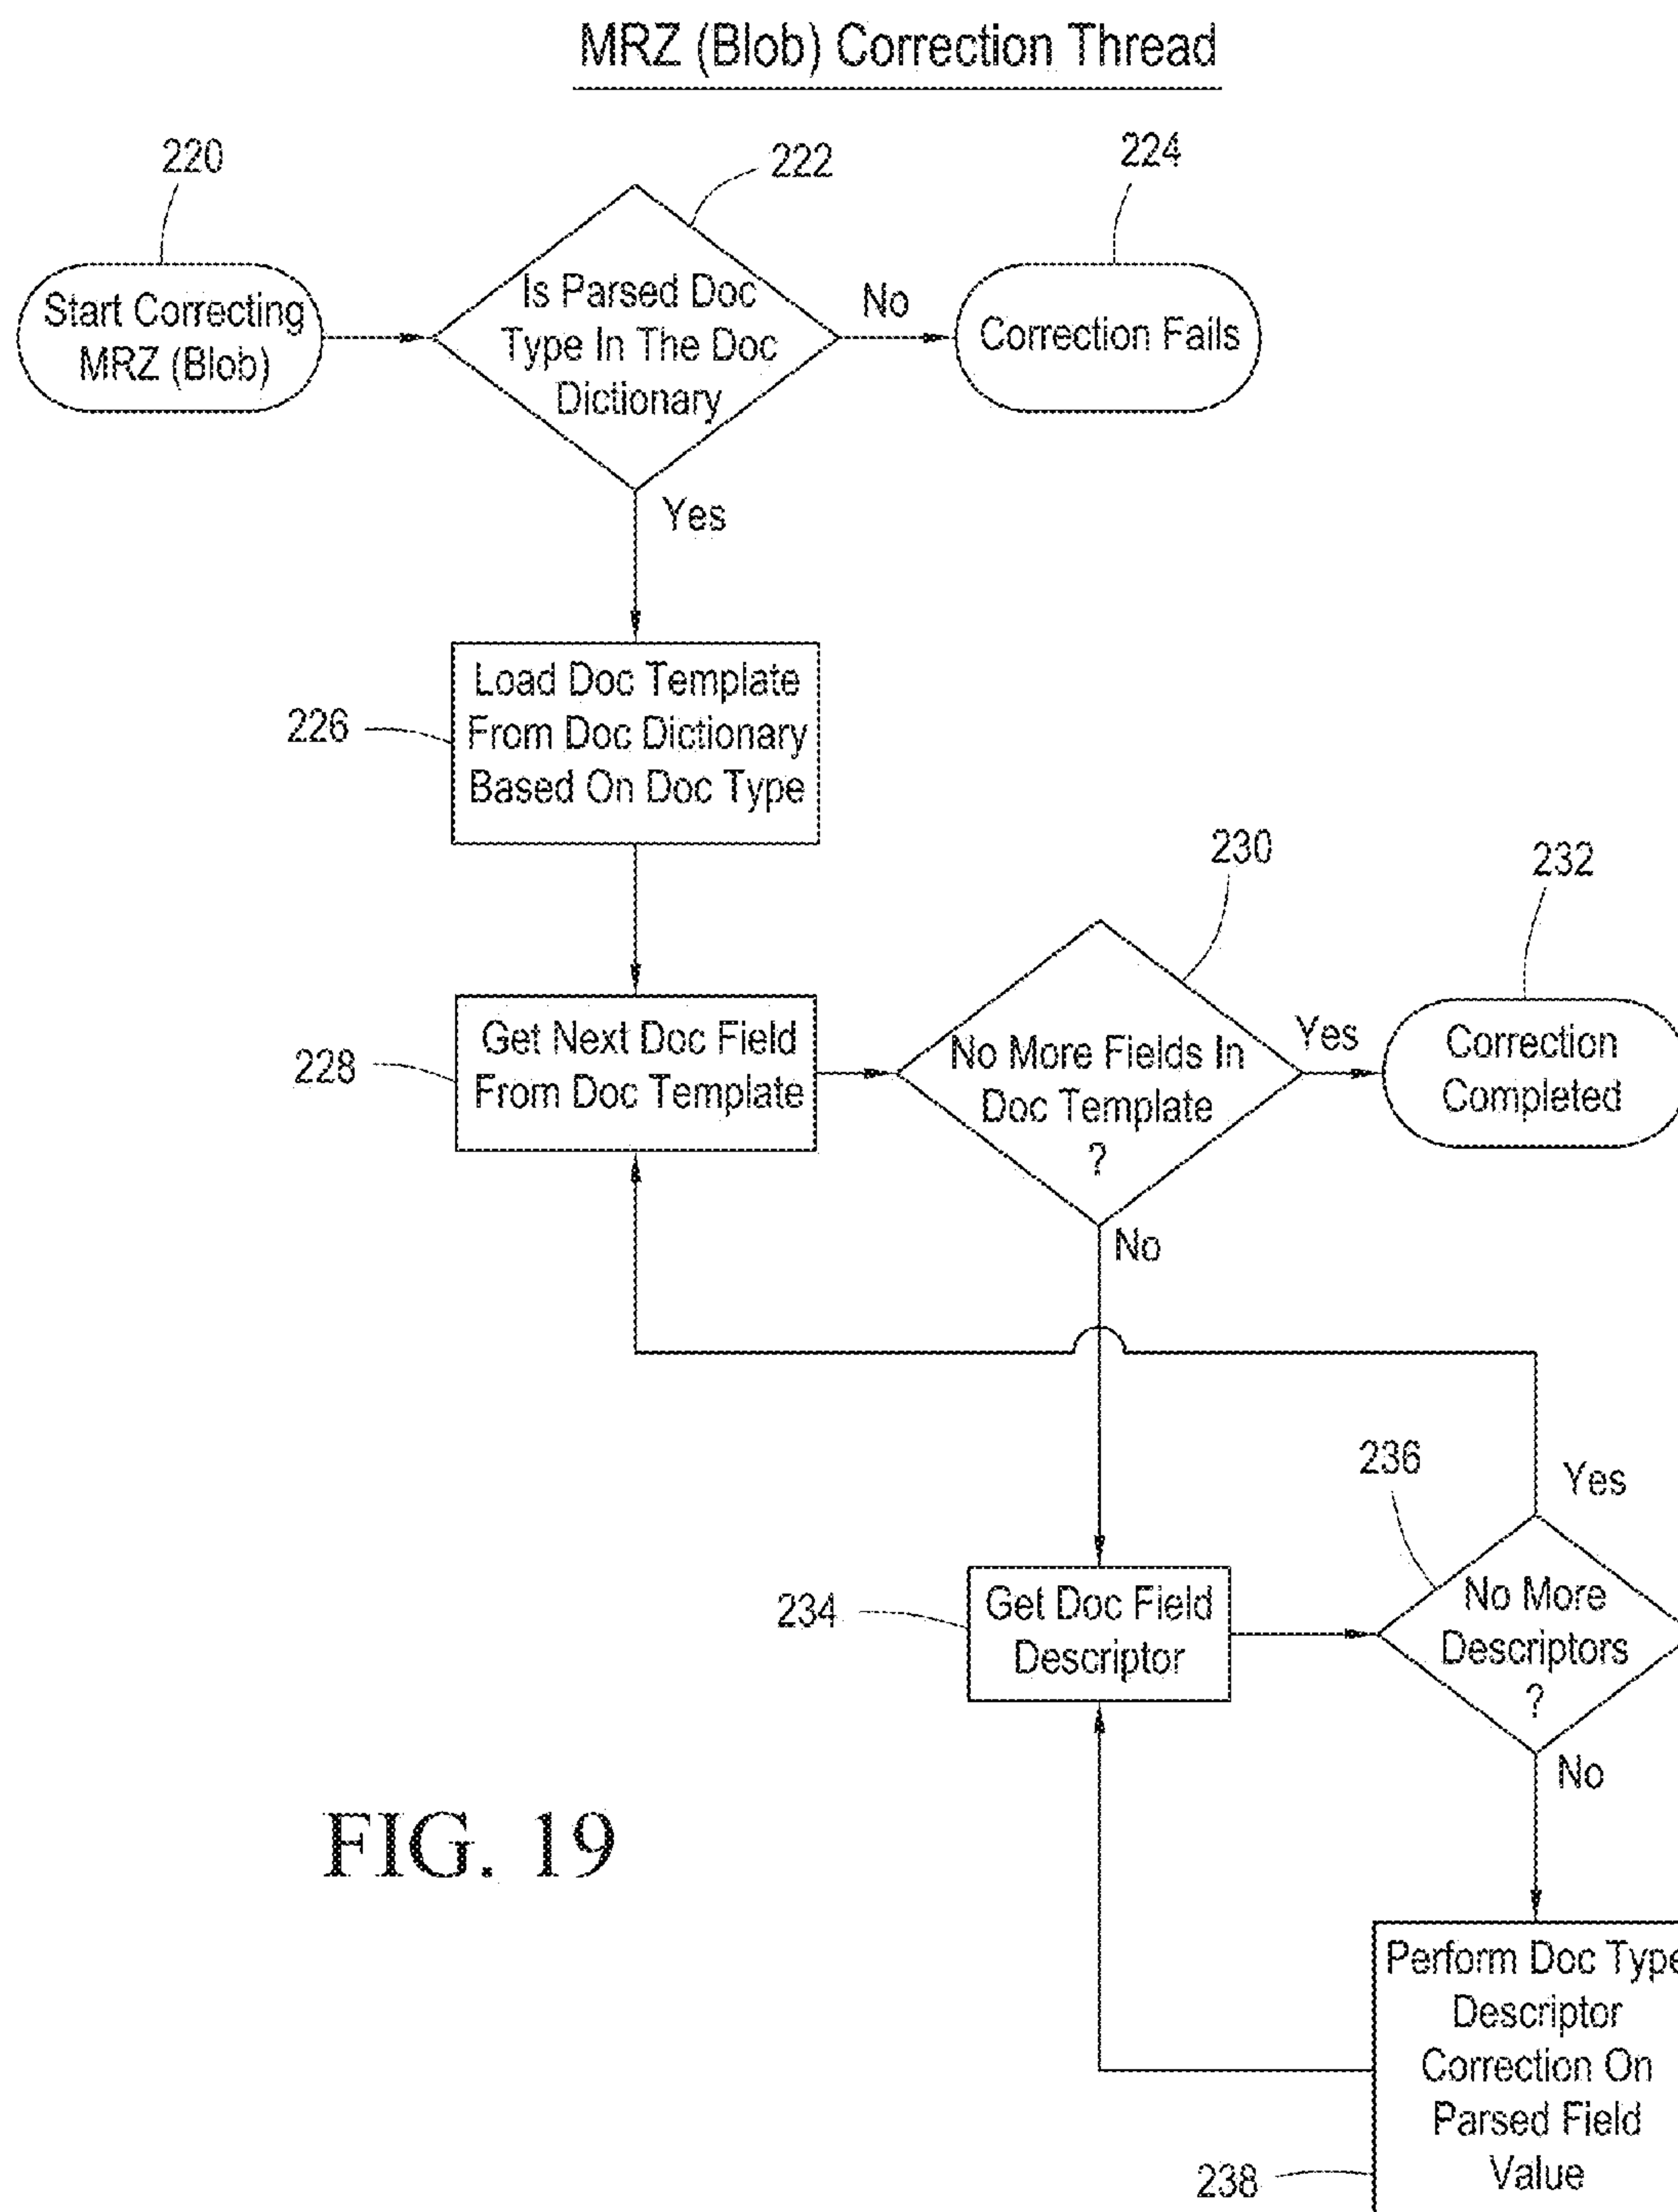 MRZ (Blob) Correction Thread
220
222
224
Start Correcting
MRZ (Blob)
Is Parsed Doc
Type In The Doc
Dictionary
No
Correction Fails
Yes
226
Load Doc Template
From Doc Dictionary
Based On Doc Type
230
232
228
Get Next Doc Field
From Doc Template
No More Fields In
Doc Template
?
Yes
Correction
Completed
No
236
Yes
234
Get Doc Field
Descriptor
No More
Descriptors
?
No
FIG. 19
Perform Doc Type
Descriptor
Correction On
Parsed Field
Value
238